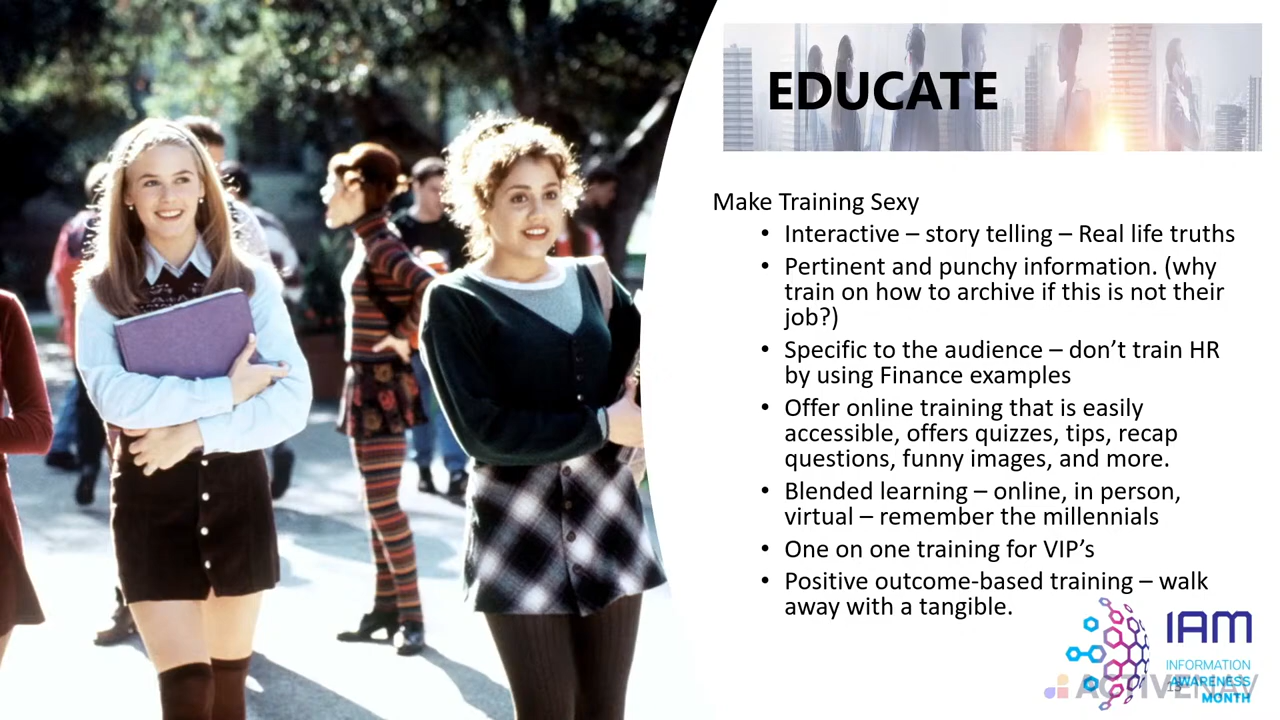 EDUCATE
Make Training Sexy
• Interactive – story telling – Real life truths
• Pertinent and punchy information. (why
train on how to archive if this is not their
job?)
• Specific to the audience – don’t train HR
by using Finance examples
• Offer online training that is easily
accessible, offers quizzes, tips, recap
questions, funny images, and more.
• Blended learning – online, in person,
virtual – remember the millennials
• One on one training for VIP’s
• Positive outcome-based training – walk
away with a tangible.
IAM
INFORMATION
AWARENESS
MONTH
ACTIVENAV